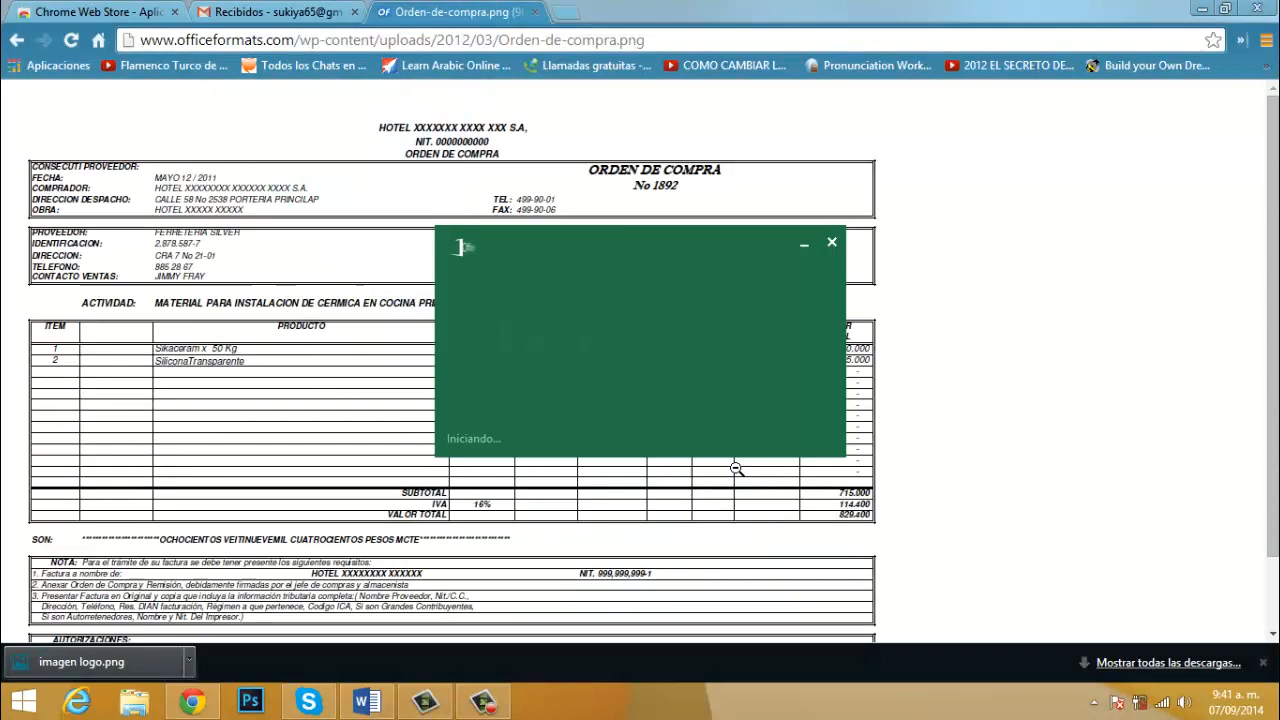 Chrome Web Store - Aplic
Recibidos - sukiya65@gm
Orden-de-compra.png (9
www.officeformats.com/wp-content/uploads/2012/03/Orden-de-compra.png
Aplicaciones
Flamenco Turco de ...
Todos los Chats en ...
Learn Arabic Online ...
Llamadas gratuitas -...
COMO CAMBIAR L...
Pronunciation Work...
2012 EL SECRETO DE...
Build your Own Dre...
HOTEL XXXXXXX XXXX XXX S.A,
NIT. 0000000000
ORDEN DE COMPRA
CONSECUTI PROVEEDOR:
ORDEN DE COMPRA
FECHA: MAYO 12 / 2011
No 1892
COMPRADOR: HOTEL XXXXXXXX XXXXXX XXXX S.A.
DIRECCION DESPACHO: CALLE 58 No 2538 PORTERIA PRINCILAP TEL: 499-90-01
OBRA: HOTEL XXXXX XXXXX FAX: 499-90-06
PROVEEDOR: FERRETERIA SILVER
IDENTIFICACION: 2.878.587-7
DIRECCION: CRA 7 No 21-01
TELEFONO: 885 28 67
CONTACTO VENTAS: JIMMY FRAY
ACTIVIDAD: MATERIAL PARA INSTALACION DE CERMICA EN COCINA PRI
ITEM PRODUCTO R
L
1 Sikaceram x 50 Kg 0.000
2 SiliconaTransparente 5.000
-
-
-
-
-
-
-
-
-
-
Iniciando...
SUBTOTAL 715.000
IVA 16% 114.400
VALOR TOTAL 829.400
SON: ************************OCHOCIENTOS VEITINUEVEMIL CUATROCIENTOS PESOS MCTE****************************
NOTA: Para el trámite de su factura se debe tener presente los siguientes requisitos:
1. Factura a nombre de: HOTEL XXXXXXXX XXXXXX NIT. 999,999,999-1
2. Anexar Orden de Compra y Remisión, debidamente firmadas por el jefe de compras y almacenista
3. Presentar Factura en Original y copia que incluya la información tributaria completa:( Nombre Proveedor, Nit./C.C.,
Dirección, Teléfono, Res. DIAN facturación, Régimen a que pertenece, Codigo ICA, Si son Grandes Contribuyentes,
Si son Autorretenedores, Nombre y Nit. Del Impresor.)
AUTORIZACIONES:
imagen logo.png
Mostrar todas las descargas...
9:41 a. m.
07/09/2014